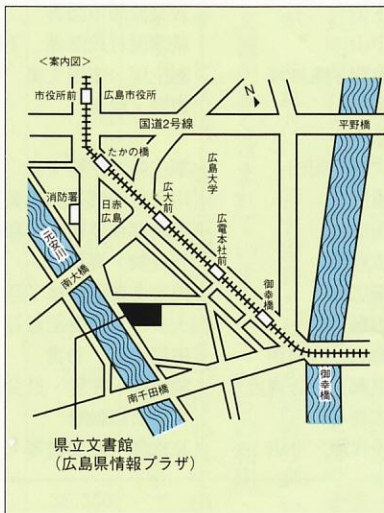 <案内図>
市役所前
広島市役所
N
国道2号線
平野橋
たかの橋
広島大学
消防署
日赤広島
広大前
元安川
広電本社前
南大橋
御幸橋
御幸橋
南千田橋
県立文書館
(広島県情報プラザ)